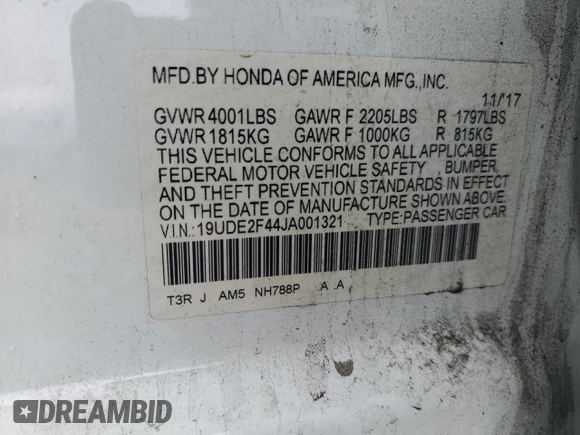 MFD.BY HONDA OF AMERICA MFG.,INC.
11/'17
GVWR 4001LBS GAWR F 2205LBS R 1797LBS
GVWR 1815KG GAWR F 1000KG R 815KG
THIS VEHICLE CONFORMS TO ALL APPLICABLE
FEDERAL MOTOR VEHICLE SAFETY , BUMPER,
AND THEFT PREVENTION STANDARDS IN EFFECT
ON THE DATE OF MANUFACTURE SHOWN ABOVE.
V.I.N.: 19UDE2F44JA001321 TYPE:PASSENGER CAR
T3R J AM5 NH788P .A .A
DREAMBID